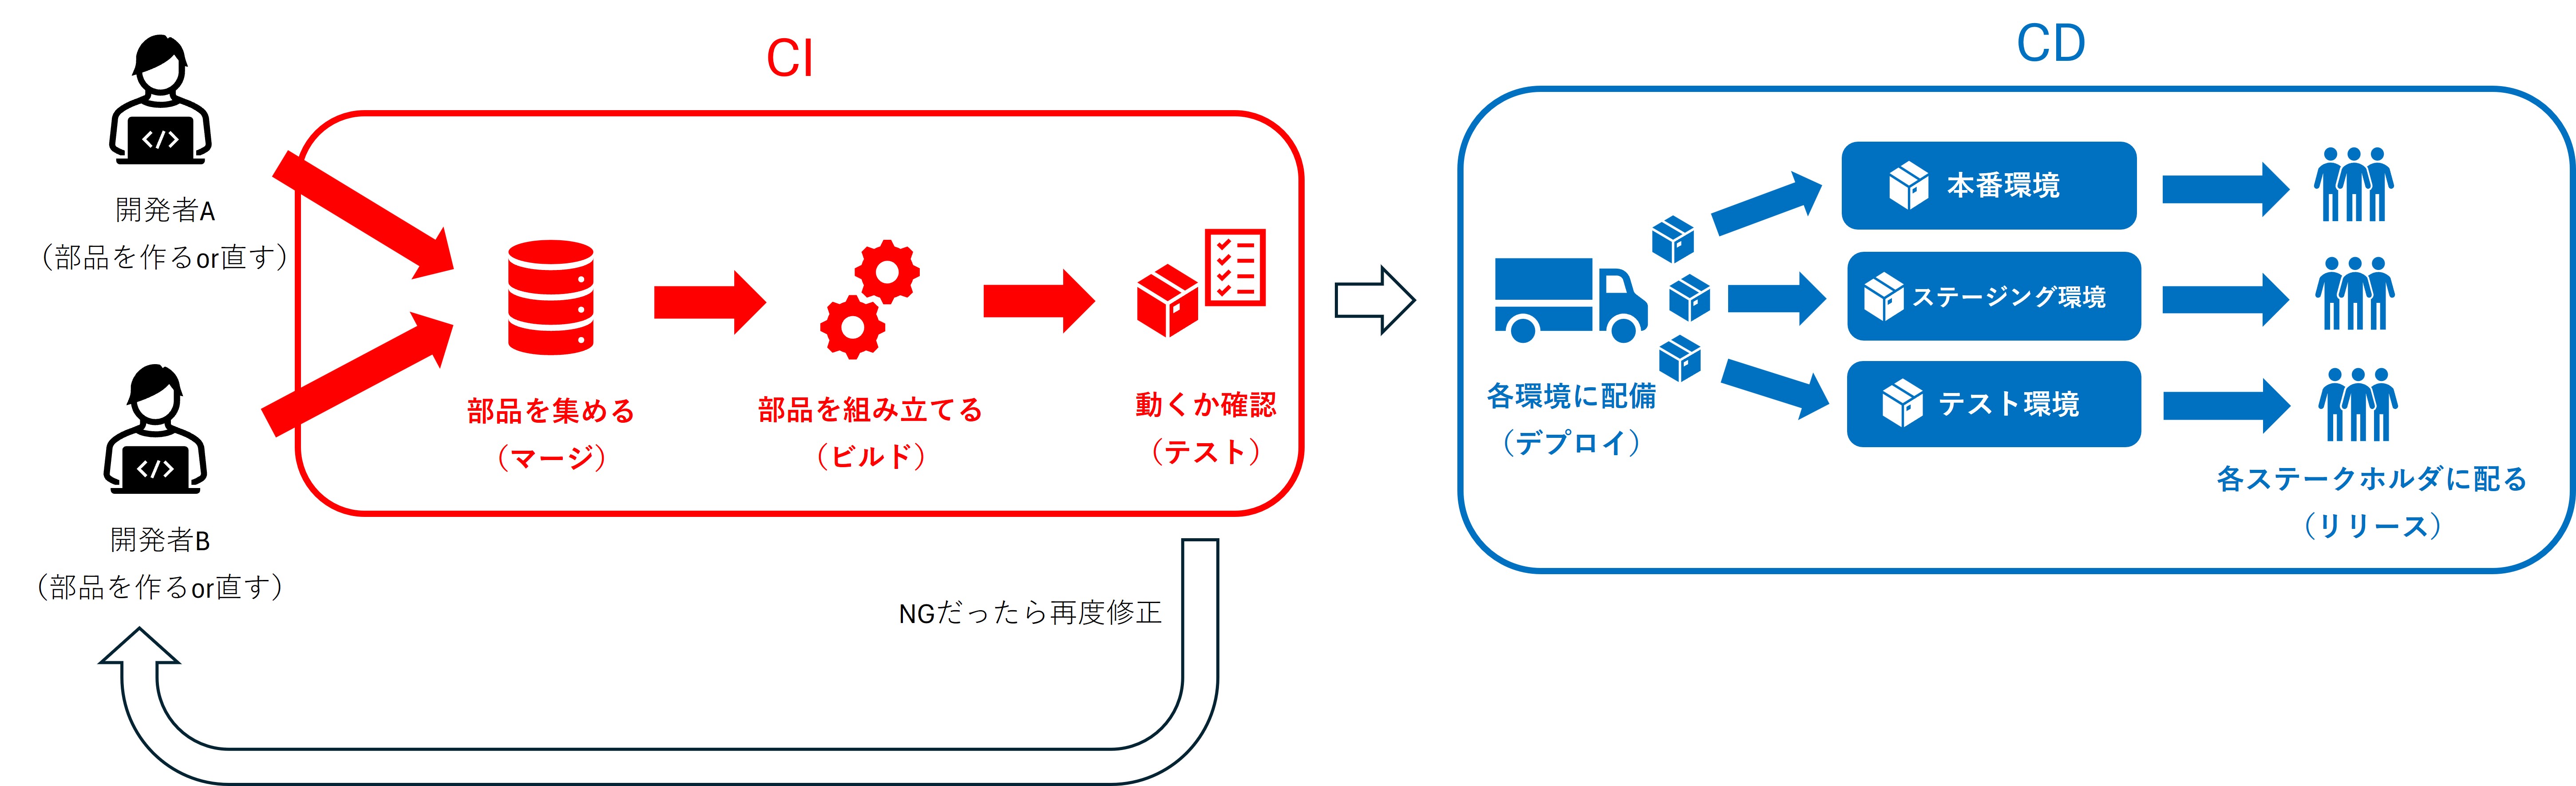 CI
CD
開発者A
（部品を作るor直す）
開発者B
（部品を作るor直す）
部品を集める
（マージ）
部品を組み立てる
（ビルド）
動くか確認
（テスト）
NGだったら再度修正
各環境に配備
（デプロイ）
本番環境
ステージング環境
テスト環境
各ステークホルダに配る
（リリース）